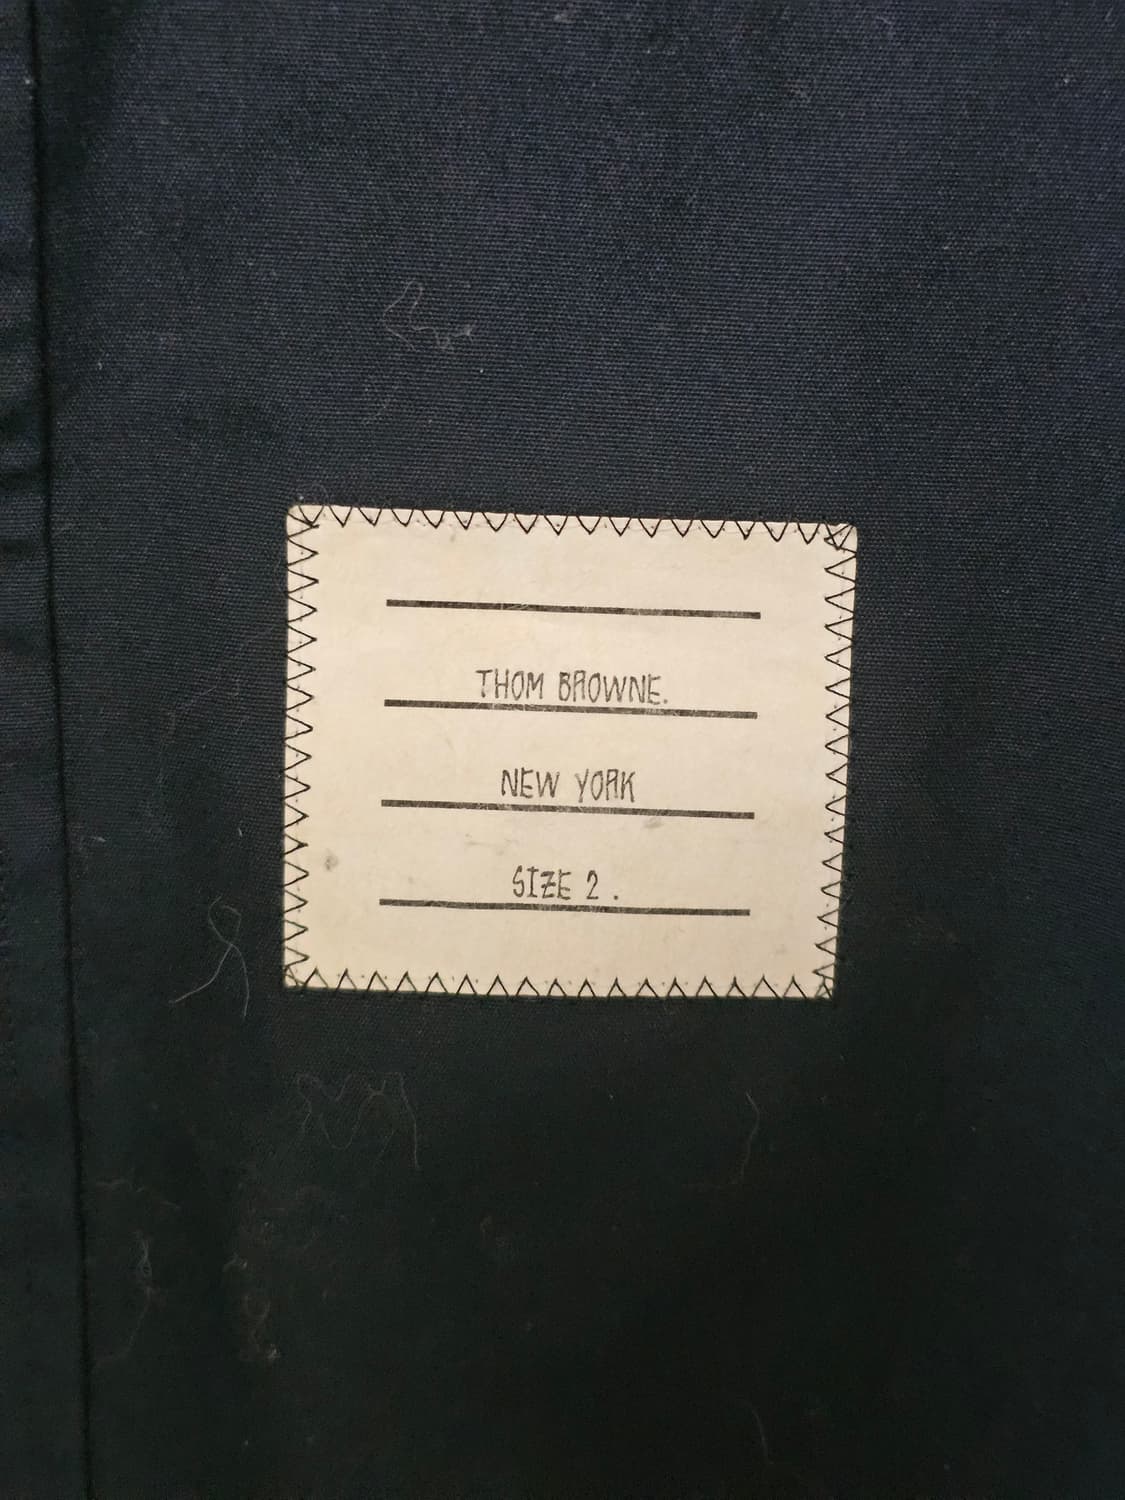 THOM BROWNE.
NEW YORK
SIZE 2 .